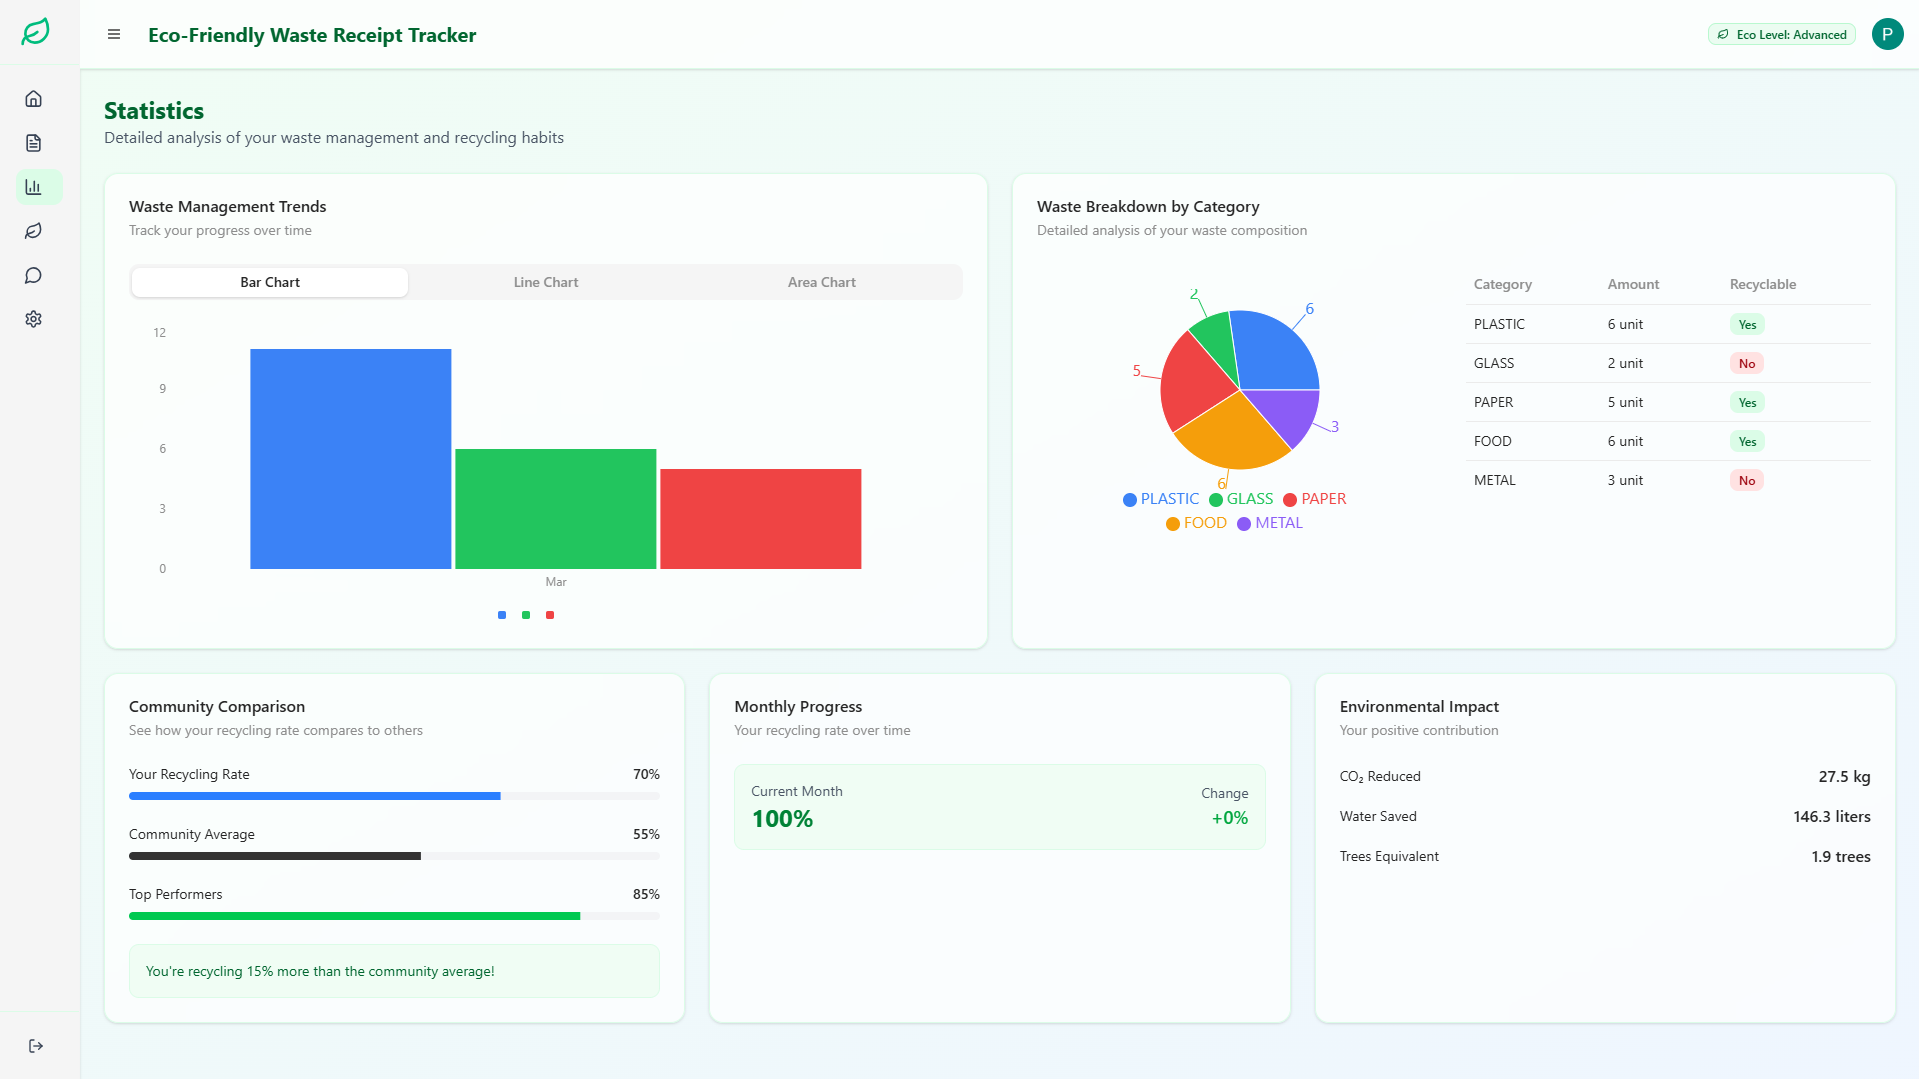 Eco-Friendly Waste Receipt Tracker
Eco Level: Advanced
P
Statistics
Detailed analysis of your waste management and recycling habits
Waste Management Trends
Track your progress over time
Bar Chart
Line Chart
Area Chart
12
9
6
3
0
Mar
Waste Breakdown by Category
Detailed analysis of your waste composition
2
6
5
3
6
PLASTIC GLASS PAPER
FOOD METAL
Category Amount Recyclable
PLASTIC 6 unit Yes
GLASS 2 unit No
PAPER 5 unit Yes
FOOD 6 unit Yes
METAL 3 unit No
Community Comparison
See how your recycling rate compares to others
Your Recycling Rate 70%
Community Average 55%
Top Performers 85%
You're recycling 15% more than the community average!
Monthly Progress
Your recycling rate over time
Current Month Change
100% +0%
Environmental Impact
Your positive contribution
CO₂ Reduced 27.5 kg
Water Saved 146.3 liters
Trees Equivalent 1.9 trees